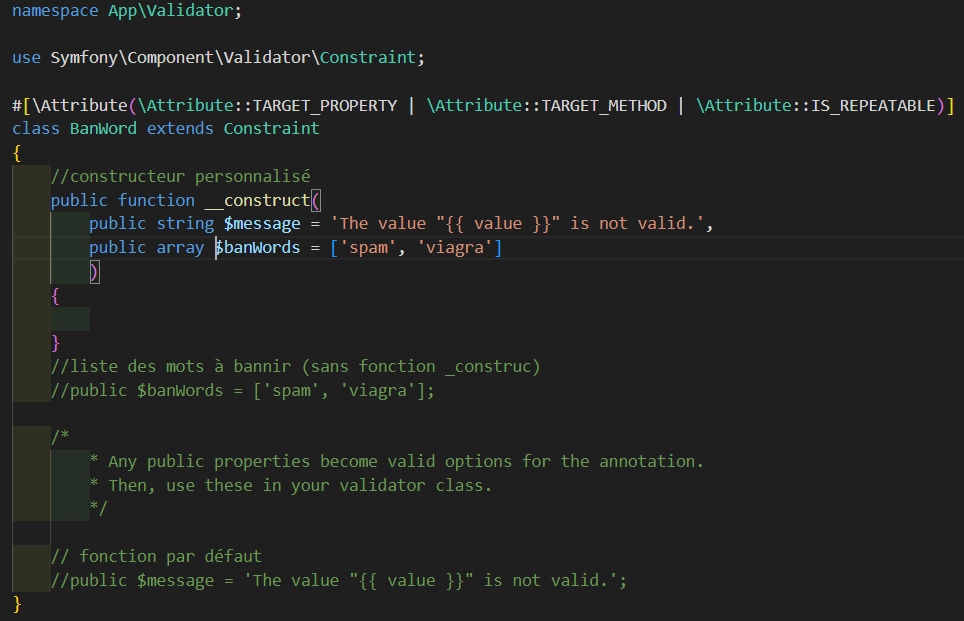 namespace App\Validator;
use Symfony\Component\Validator\Constraint;
#[\Attribute(\Attribute::TARGET_PROPERTY | \Attribute::TARGET_METHOD | \Attribute::IS_REPEATABLE)]
class BanWord extends Constraint
{
//constructeur personnalisé
public function __construct(
public string $message = 'The value "{{ value }}" is not valid.',
public array $banWords = ['spam', 'viagra']
)
{
}
//liste des mots à bannir (sans fonction _construc)
//public $banWords = ['spam', 'viagra'];
/*
* Any public properties become valid options for the annotation.
* Then, use these in your validator class.
*/
// fonction par défaut
//public $message = 'The value "{{ value }}" is not valid.';
}